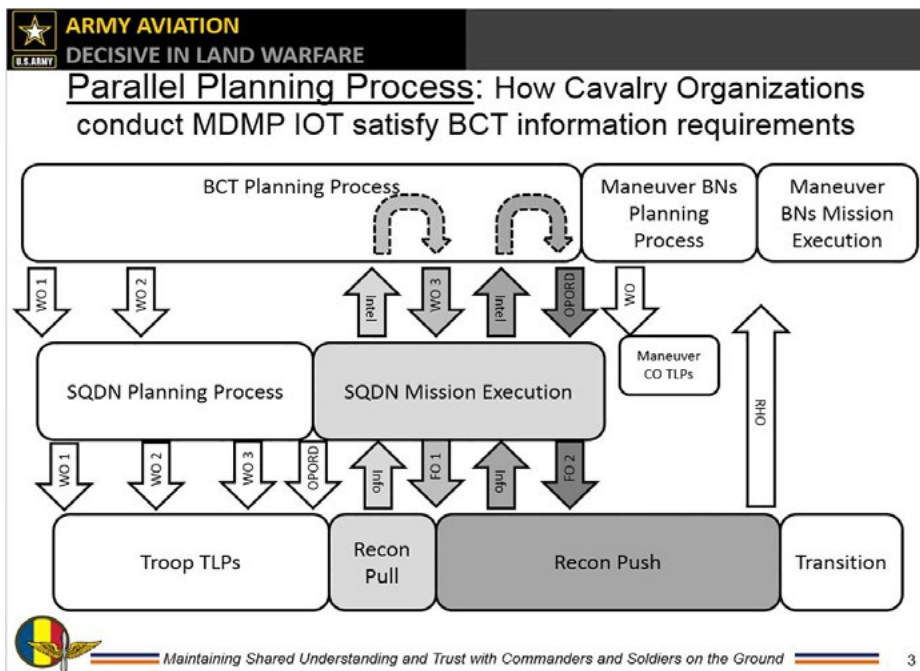 ARMY AVIATION
DECISIVE IN LAND WARFARE
U.S.ARMY
Parallel Planning Process: How Cavalry Organizations
conduct MDMP IOT satisfy BCT information requirements
BCT Planning Process
Maneuver BNs
Planning
Process
Maneuver
BNs Mission
Execution
WO 1
WO 2
Intel
WO 3
Intel
OPORD
WO
SQDN Planning Process
SQDN Mission Execution
Maneuver
CO TLPs
RHO
WO 1
WO 2
WO 3
OPORD
Info
FO 1
Info
FO 2
Troop TLPs
Recon
Pull
Recon Push
Transition
Maintaining Shared Understanding and Trust with Commanders and Soldiers on the Ground
3